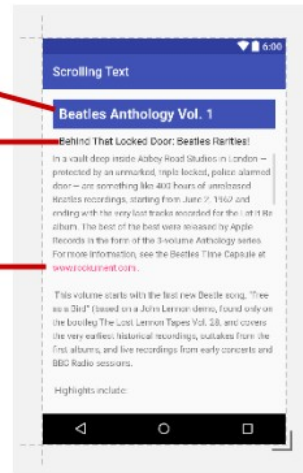 6:00
Scrolling Text
Beatles Anthology Vol. 1
Behind That Locked Door: Beatles Rarities!
In a vault deep inside Abbey Road Studios in London —
protected by an unmarked, triple-locked, police-alarmed
door — are something like 400 hours of unreleased
Beatles recordings, starting from June 2, 1962 and
ending with the very last tracks recorded for the Let It Be
album. The best of the best were released by Apple
Records in the form of the 3-volume Anthology series.
For more information, see the Beatles Time Capsule at
www.rockument.com.
This volume starts with the first new Beatle song, "Free
as a Bird" (based on a John Lennon demo, found only on
the bootleg The Lost Lennon Tapes Vol. 28, and covers
the very earliest historical recordings, outtakes from the
first albums, and live recordings from early concerts and
BBC Radio sessions.
Highlights include: